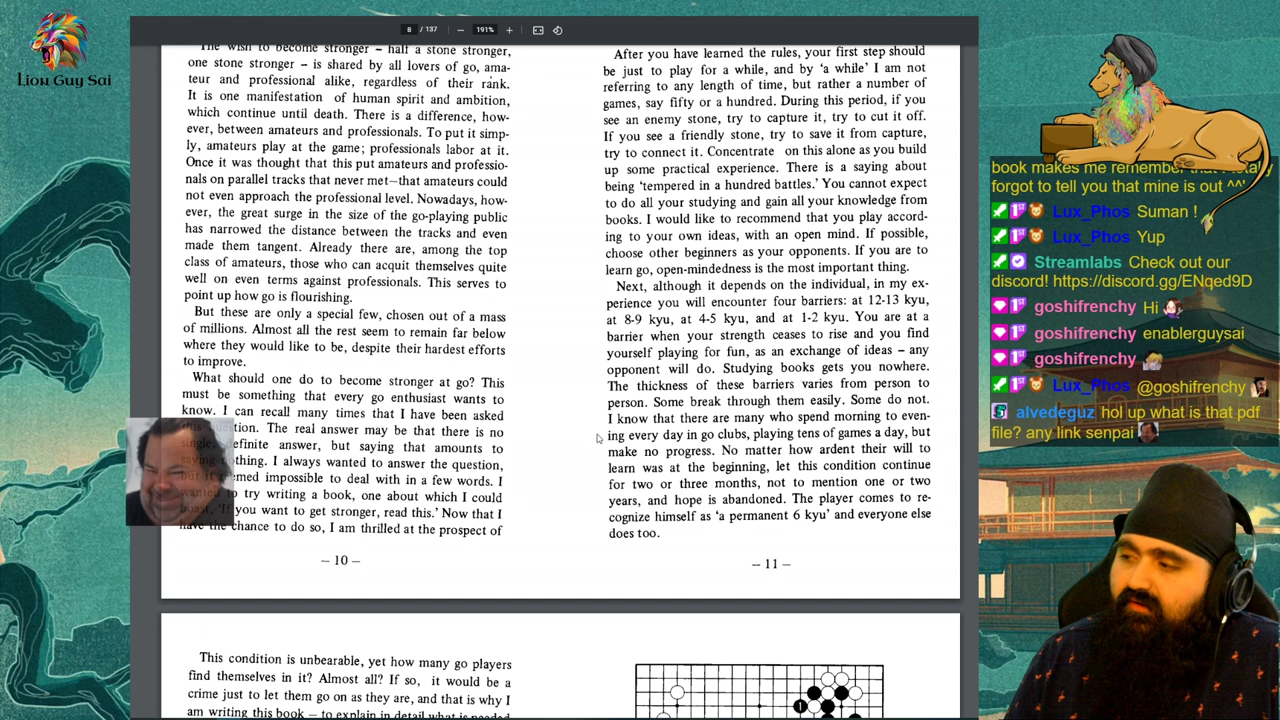 Lion Guy Sai
8 / 137
191%
The wish to become stronger – half a stone stronger,
one stone stronger – is shared by all lovers of go, ama-
teur and professional alike, regardless of their rank.
It is one manifestation of human spirit and ambition,
which continue until death. There is a difference, how-
ever, between amateurs and professionals. To put it simp-
ly, amateurs play at the game; professionals labor at it.
Once it was thought that this put amateurs and professio-
nals on parallel tracks that never met—that amateurs could
not even approach the professional level. Nowadays, how-
ever, the great surge in the size of the go-playing public
has narrowed the distance between the tracks and even
made them tangent. Already there are, among the top
class of amateurs, those who can acquit themselves quite
well on even terms against professionals. This serves to
point up how go is flourishing.
But these are only a special few, chosen out of a mass
of millions. Almost all the rest seem to remain far below
where they would like to be, despite their hardest efforts
to improve.
What should one do to become stronger at go? This
must be something that every go enthusiast wants to
know. I can recall many times that I have been asked
this question. The real answer may be that there is no
single, definite answer, but saying that amounts to
saying nothing. I always wanted to answer the question,
but it seemed impossible to deal with in a few words. I
wanted to try writing a book, one about which I could
boast, 'If you want to get stronger, read this.' Now that I
have the chance to do so, I am thrilled at the prospect of
– 10 –
After you have learned the rules, your first step should
be just to play for a while, and by 'a while' I am not
referring to any length of time, but rather a number of
games, say fifty or a hundred. During this period, if you
see an enemy stone, try to capture it, try to cut it off.
If you see a friendly stone, try to save it from capture,
try to connect it. Concentrate on this alone as you build
up some practical experience. There is a saying about
being 'tempered in a hundred battles.' You cannot expect
to do all your studying and gain all your knowledge from
books. I would like to recommend that you play accord-
ing to your own ideas, with an open mind. If possible,
choose other beginners as your opponents. If you are to
learn go, open-mindedness is the most important thing.
Next, although it depends on the individual, in my ex-
perience you will encounter four barriers: at 12-13 kyu,
at 8-9 kyu, at 4-5 kyu, and at 1-2 kyu. You are at a
barrier when your strength ceases to rise and you find
yourself playing for fun, as an exchange of ideas – any
opponent will do. Studying books gets you nowhere.
The thickness of these barriers varies from person to
person. Some break through them easily. Some do not.
I know that there are many who spend morning to even-
ing every day in go clubs, playing tens of games a day, but
make no progress. No matter how ardent their will to
learn was at the beginning, let this condition continue
for two or three months, not to mention one or two
years, and hope is abandoned. The player comes to re-
cognize himself as 'a permanent 6 kyu' and everyone else
does too.
– 11 –
This condition is unbearable, yet how many go players
find themselves in it? Almost all? If so, it would be a
crime just to let them go on as they are, and that is why I
am writing this book – to explain in detail what is needed
1
book makes me remember that I
forgot to tell you that mine is out ^^'
Lux_Phos Suman !
Lux_Phos Yup
Streamlabs Check out our
discord! https://discord.gg/ENqed9D
goshifrenchy Hi
goshifrenchy enablerguysai
goshifrenchy
Lux_Phos @goshifrenchy
alvedeguz hol up what is that pdf
file? any link senpai